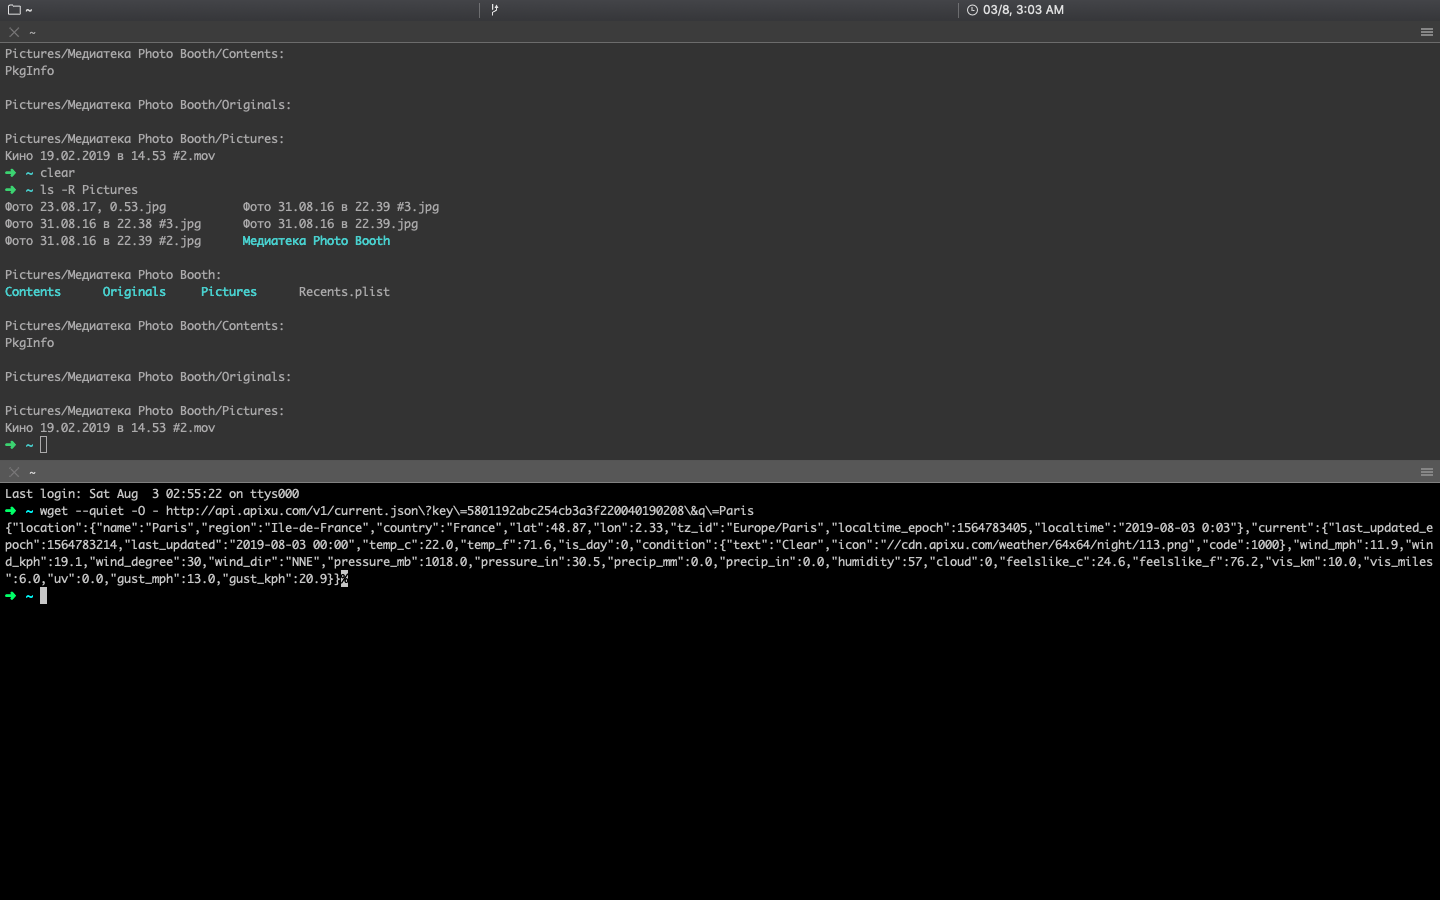 ~
03/8, 3:03 AM
~
Pictures/Медиатека Photo Booth/Contents:
PkgInfo
Pictures/Медиатека Photo Booth/Originals:
Pictures/Медиатека Photo Booth/Pictures:
Кино 19.02.2019 в 14.53 #2.mov
➜ ~ clear
➜ ~ ls -R Pictures
Фото 23.08.17, 0.53.jpg Фото 31.08.16 в 22.39 #3.jpg
Фото 31.08.16 в 22.38 #3.jpg Фото 31.08.16 в 22.39.jpg
Фото 31.08.16 в 22.39 #2.jpg Медиатека Photo Booth
Pictures/Медиатека Photo Booth:
Contents Originals Pictures Recents.plist
Pictures/Медиатека Photo Booth/Contents:
PkgInfo
Pictures/Медиатека Photo Booth/Originals:
Pictures/Медиатека Photo Booth/Pictures:
Кино 19.02.2019 в 14.53 #2.mov
➜ ~
~
Last login: Sat Aug  3 02:55:22 on ttys000
➜ ~ wget --quiet -O - http://api.apixu.com/v1/current.json\?key\=5801192abc254cb3a3f220040190208\&q\=Paris
{"location":{"name":"Paris","region":"Ile-de-France","country":"France","lat":48.87,"lon":2.33,"tz_id":"Europe/Paris","localtime_epoch":1564783405,"localtime":"2019-08-03 0:03"},"current":{"last_updated_e
poch":1564783214,"last_updated":"2019-08-03 00:00","temp_c":22.0,"temp_f":71.6,"is_day":0,"condition":{"text":"Clear","icon":"//cdn.apixu.com/weather/64x64/night/113.png","code":1000},"wind_mph":11.9,"win
d_kph":19.1,"wind_degree":30,"wind_dir":"NNE","pressure_mb":1018.0,"pressure_in":30.5,"precip_mm":0.0,"precip_in":0.0,"humidity":57,"cloud":0,"feelslike_c":24.6,"feelslike_f":76.2,"vis_km":10.0,"vis_miles
":6.0,"uv":0.0,"gust_mph":13.0,"gust_kph":20.9}}%
➜ ~